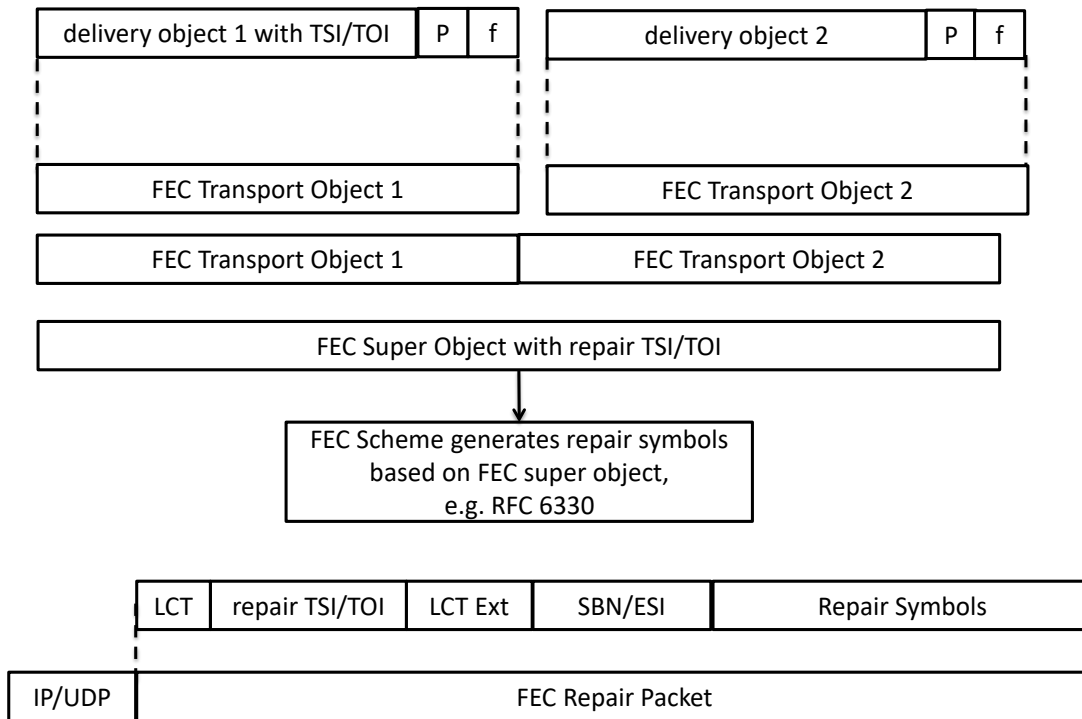 delivery object 1 with TSI/TOI P f delivery object 2 P f
FEC Transport Object 1 FEC Transport Object 2
FEC Transport Object 1 FEC Transport Object 2
FEC Super Object with repair TSI/TOI
FEC Scheme generates repair symbols
based on FEC super object,
e.g. RFC 6330
LCT repair TSI/TOI LCT Ext SBN/ESI Repair Symbols
IP/UDP FEC Repair Packet